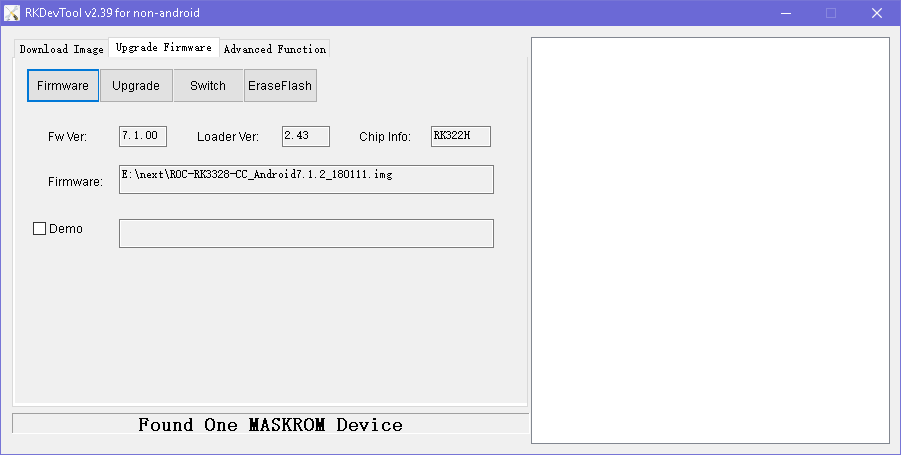 RKDevTool v2.39 for non-android
Download Image Upgrade Firmware Advanced Function
Firmware Upgrade Switch EraseFlash
Fw Ver: 7.1.00 Loader Ver: 2.43 Chip Info: RK322H
Firmware: E:\next\ROC-RK3328-CC_Android7.1.2_180111.img
Demo
Found One MASKROM Device